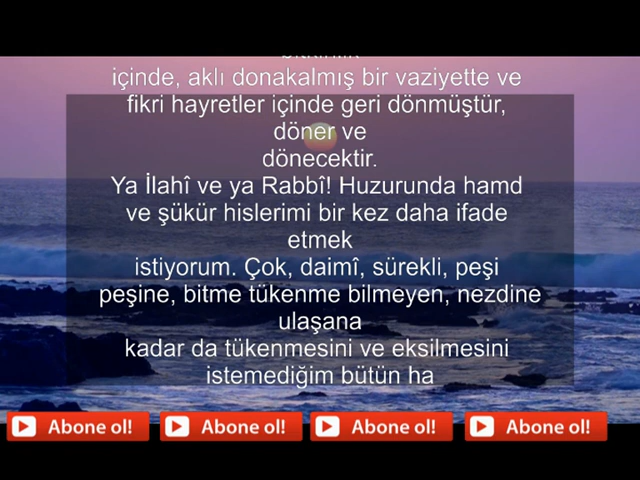 içinde, aklı donakalmış bir vaziyette ve
fikri hayretler içinde geri dönmüştür,
döner ve
dönecektir.
Ya İlahî ve ya Rabbî! Huzurunda hamd
ve şükür hislerimi bir kez daha ifade
etmek
istiyorum. Çok, daimî, sürekli, peşi
peşine, bitme tükenme bilmeyen, nezdine
ulaşana
kadar da tükenmesini ve eksilmesini
istemediğim bütün ha
Abone ol! Abone ol! Abone ol! Abone ol!